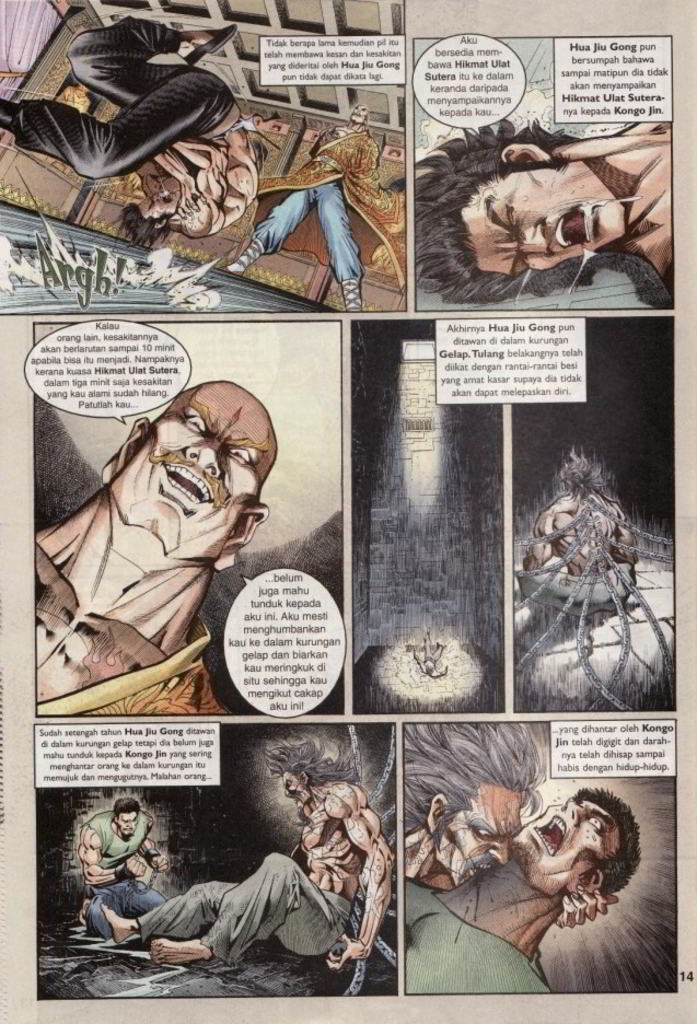 Tidak berapa lama kemudian pil itu
telah membawa kesan dan kesakitan
yang dideritai oleh Hua Jiu Gong
pun tidak dapat dikata lagi.
Argh!
Aku
bersedia mem-
bawa Hikmat Ulat
Sutera itu ke dalam
keranda daripada
menyampaikannya
kepada kau...
Hua Jiu Gong pun
bersumpah bahawa
sampai matipun dia tidak
akan menyampaikan
Hikmat Ulat Sutera-
nya kepada Kongo Jin.
Kalau
orang lain, kesakitannya
akan berlarutan sampai 10 minit
apabila bisa itu menjadi. Nampaknya
kerana kuasa Hikmat Ulat Sutera,
dalam tiga minit saja kesakitan
yang kau alami sudah hilang.
Patutlah kau...
...belum
juga mahu
tunduk kepada
aku ini. Aku mesti
menghumbankan
kau ke dalam kurungan
gelap dan biarkan
kau meringkuk di
situ sehingga kau
mengikut cakap
aku ini!
Akhirnya Hua Jiu Gong pun
ditawan di dalam kurungan
Gelap. Tulang belakangnya telah
diikat dengan rantai-rantai besi
yang amat kasar supaya dia tidak
akan dapat melepaskan diri.
Sudah setengah tahun Hua Jiu Gong ditawan
di dalam kurungan gelap tetapi dia belum juga
mahu tunduk kepada Kongo Jin yang sering
menghantar orang ke dalam kurungan itu
memujuk dan mengugutnya. Malahan orang...
...yang dihantar oleh Kongo
Jin telah digigit dan darah-
nya telah dihisap sampai
habis dengan hidup-hidup.
14